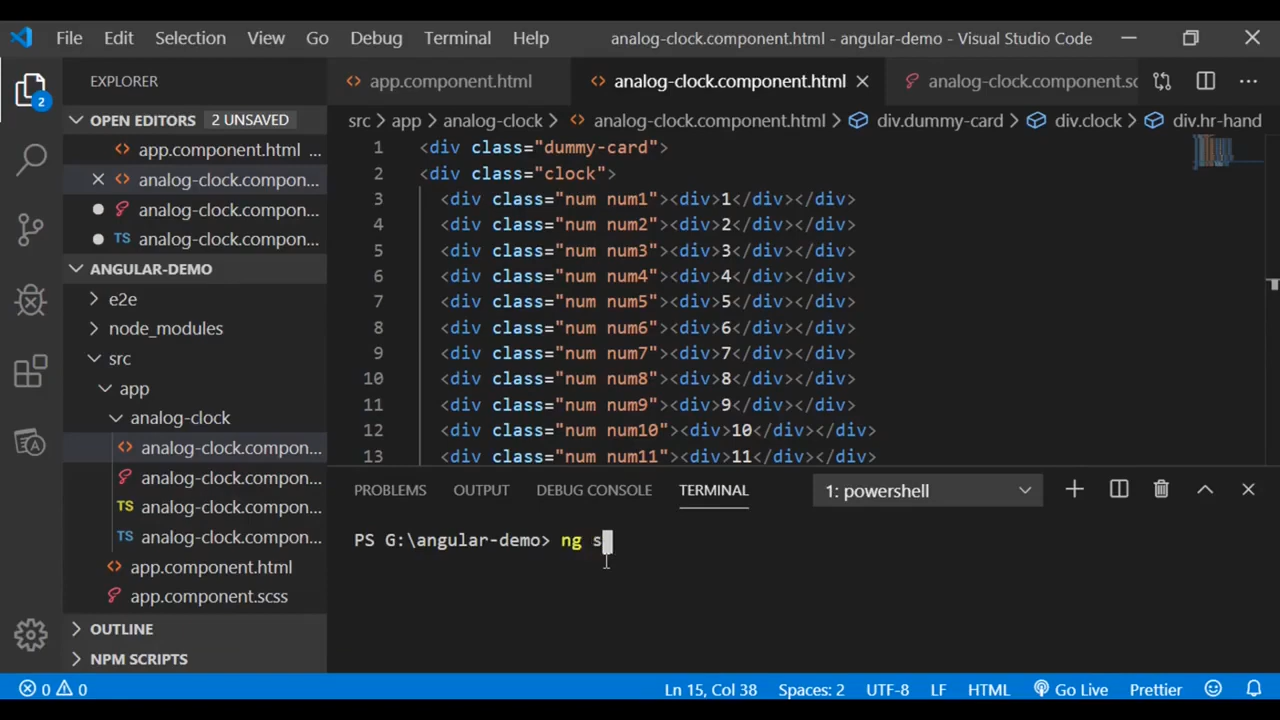 File Edit Selection View Go Debug Terminal Help analog-clock.component.html - angular-demo - Visual Studio Code
EXPLORER
OPEN EDITORS 2 UNSAVED
app.component.html ...
analog-clock.compon...
analog-clock.compon...
TS analog-clock.compon...
ANGULAR-DEMO
e2e
node_modules
src
app
analog-clock
analog-clock.compon...
analog-clock.compon...
TS analog-clock.compon...
TS analog-clock.compon...
app.component.html
app.component.scss
OUTLINE
NPM SCRIPTS
2
app.component.html analog-clock.component.html analog-clock.component.sc
src > app > analog-clock > analog-clock.component.html > div.dummy-card > div.clock > div.hr-hand
1 <div class="dummy-card">
2 <div class="clock">
3 <div class="num num1"><div>1</div></div>
4 <div class="num num2"><div>2</div></div>
5 <div class="num num3"><div>3</div></div>
6 <div class="num num4"><div>4</div></div>
7 <div class="num num5"><div>5</div></div>
8 <div class="num num6"><div>6</div></div>
9 <div class="num num7"><div>7</div></div>
10 <div class="num num8"><div>8</div></div>
11 <div class="num num9"><div>9</div></div>
12 <div class="num num10"><div>10</div></div>
13 <div class="num num11"><div>11</div></div>
PROBLEMS OUTPUT DEBUG CONSOLE TERMINAL 1: powershell
PS G:\angular-demo> ng s
0 0 Ln 15, Col 38 Spaces: 2 UTF-8 LF HTML Go Live Prettier